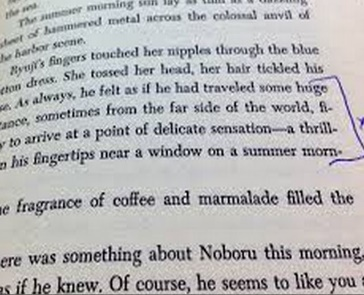 the sea.
The summer morning sun lay as
sheet of hammered metal across the colossal anvil of
the harbor scene.
Ryuji's fingers touched her nipples through the blue
tton dress. She tossed her head, her hair tickled his
se. As always, he felt as if he had traveled some huge
tance, sometimes from the far side of the world, fi-
y to arrive at a point of delicate sensation—a thrill-
n his fingertips near a window on a summer morn-
e fragrance of coffee and marmalade filled the
ere was something about Noboru this morning,
as if he knew. Of course, he seems to like you